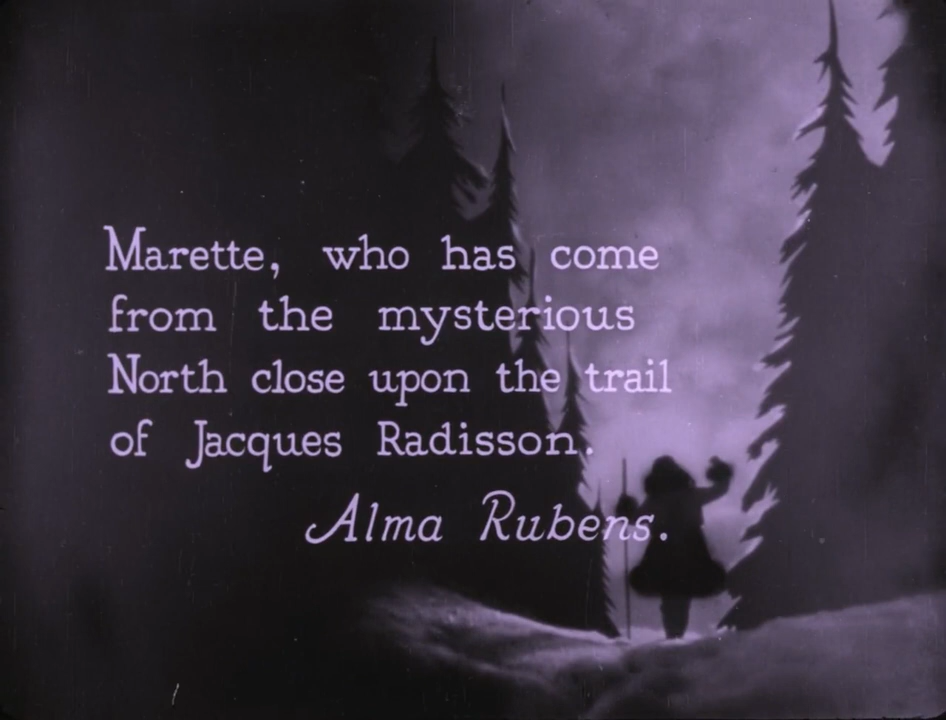 Marette, who has come
from the mysterious
North close upon the trail
of Jacques Radisson.
Alma Rubens.